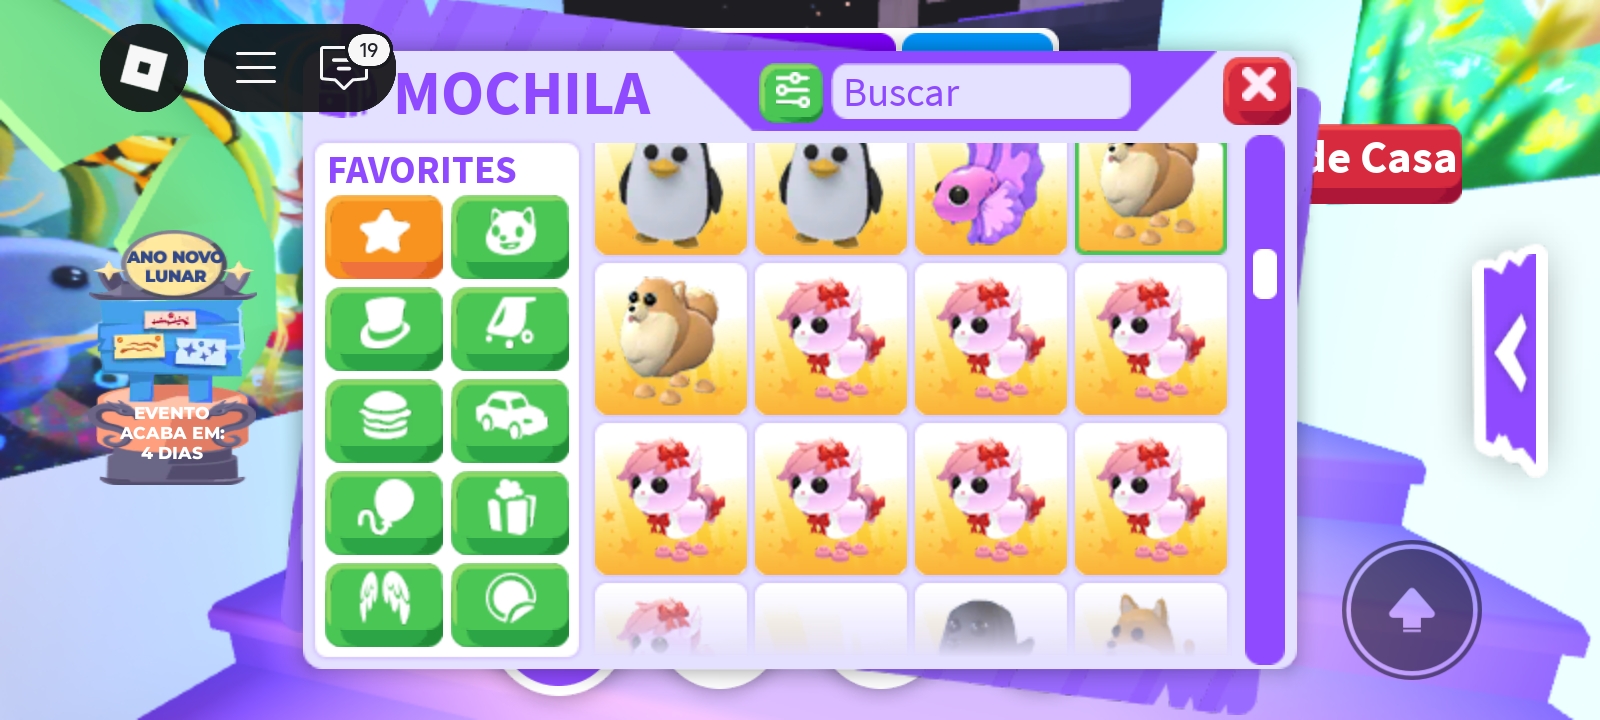 19
MOCHILA
Buscar
de Casa
FAVORITES
ANO NOVO
LUNAR
EVENTO
ACABA EM:
4 DIAS